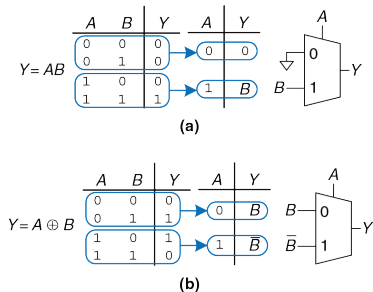 A B Y A Y A
0 0 0
0 1 0
0 0
0
Y = AB
Y
1 0 0
1 1 1
1 B
B 1
(a)
A B Y A Y A
0 0 0
0 1 1
0 B
B 0
Y = A ⊕ B
Y
1 0 1
1 1 0
1 B̅
B̅ 1
(b)